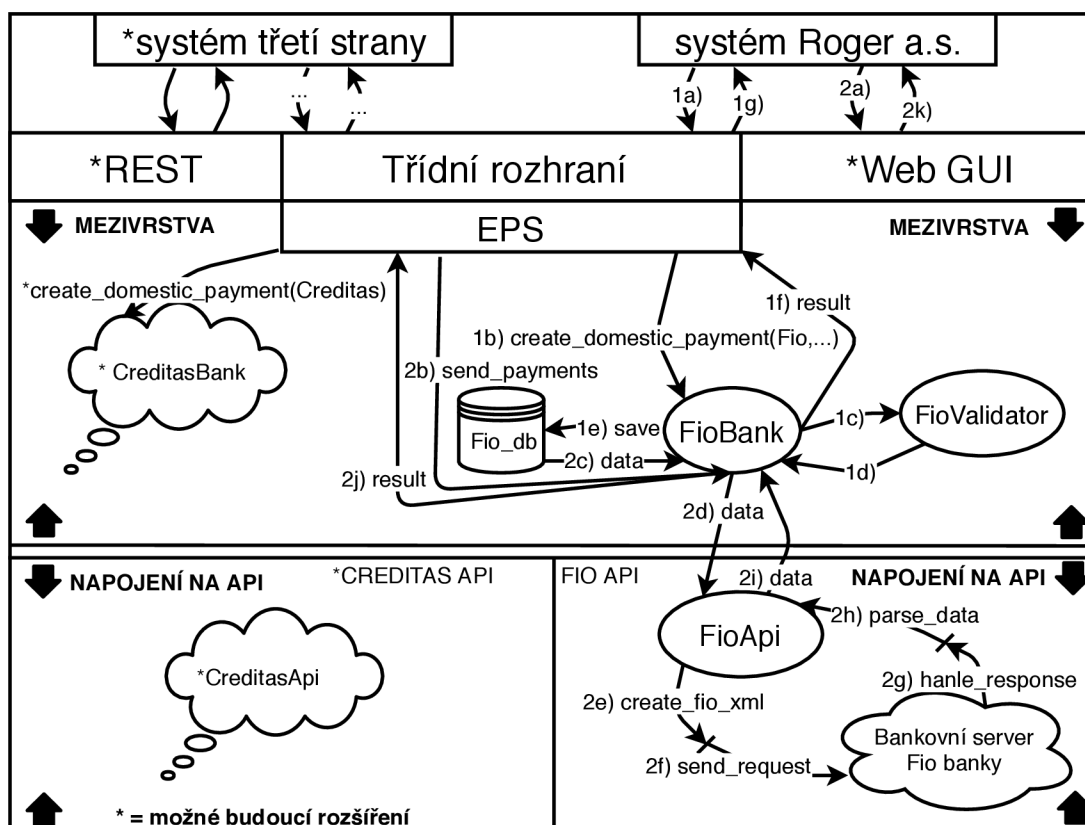 *systém třetí strany
systém Roger a.s.
...
...
1a)
1g)
2a)
2k)
*REST
Třídní rozhraní
*Web GUI
MEZIVRSTVA
EPS
MEZIVRSTVA
*create_domestic_payment(Creditas)
1f) result
1b) create_domestic_payment(Fio,...)
* CreditasBank
2b) send_payments
Fio_db
1e) save
FioBank
1c)
FioValidator
2c) data
2j) result
1d)
2d) data
NAPOJENÍ NA API
*CREDITAS API
FIO API
2i) data
NAPOJENÍ NA API
2h) parse_data
FioApi
*CreditasApi
2g) hanle_response
2e) create_fio_xml
Bankovní server
Fio banky
2f) send_request
* = možné budoucí rozšíření